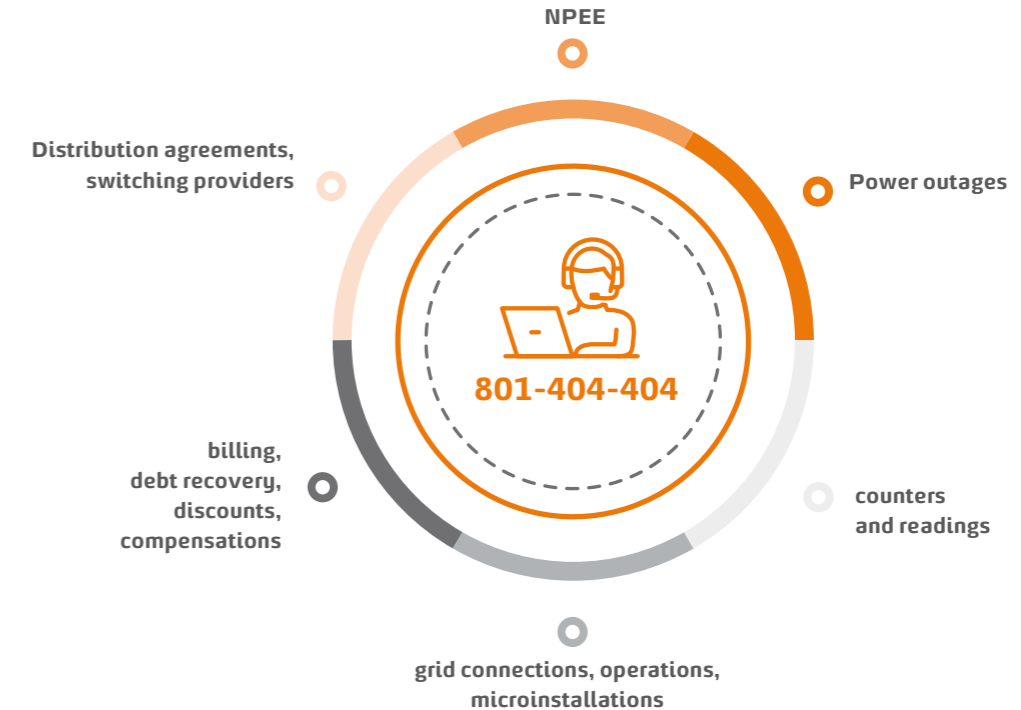 NPEE
Distribution agreements,
switching providers
Power outages
801-404-404
billing,
debt recovery,
discounts,
compensations
counters
and readings
grid connections, operations,
microinstallations